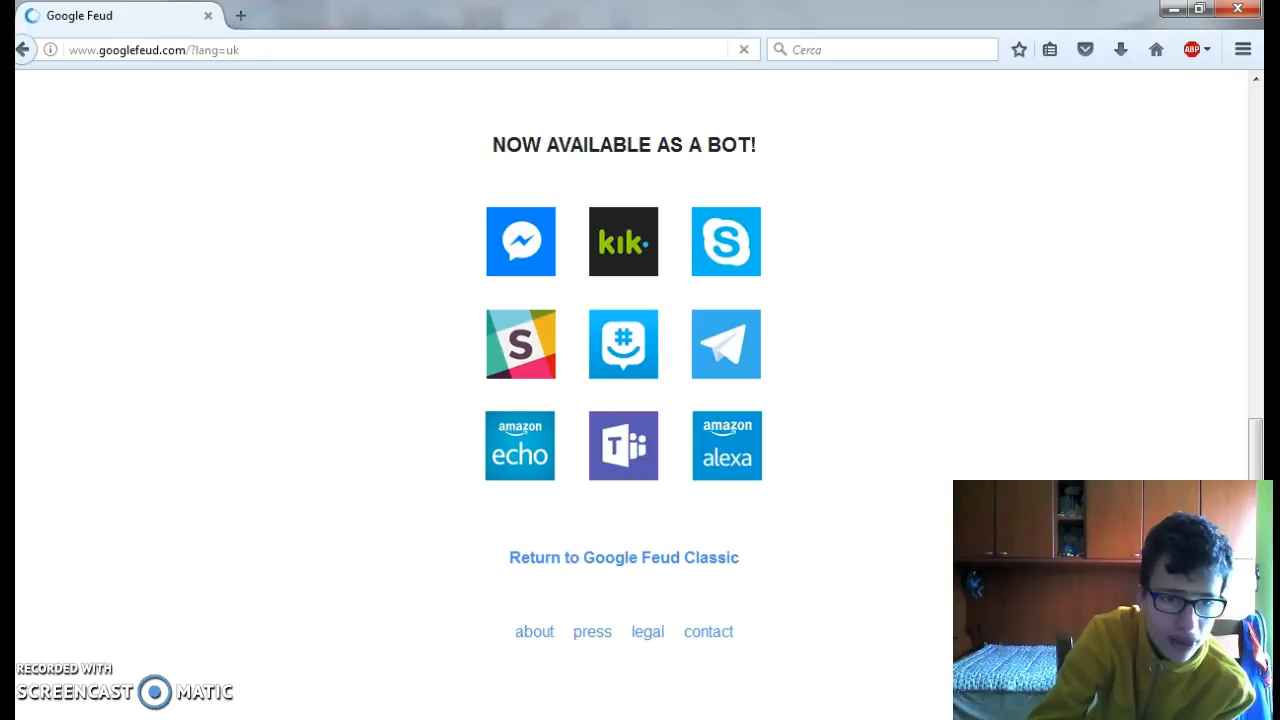 Google Feud
www.googlefeud.com/?lang=uk
Cerca
ABP
NOW AVAILABLE AS A BOT!
kik
S
S
#
amazon echo
T
amazon alexa
Return to Google Feud Classic
about press legal contact
RECORDED WITH
SCREENCAST MATIC